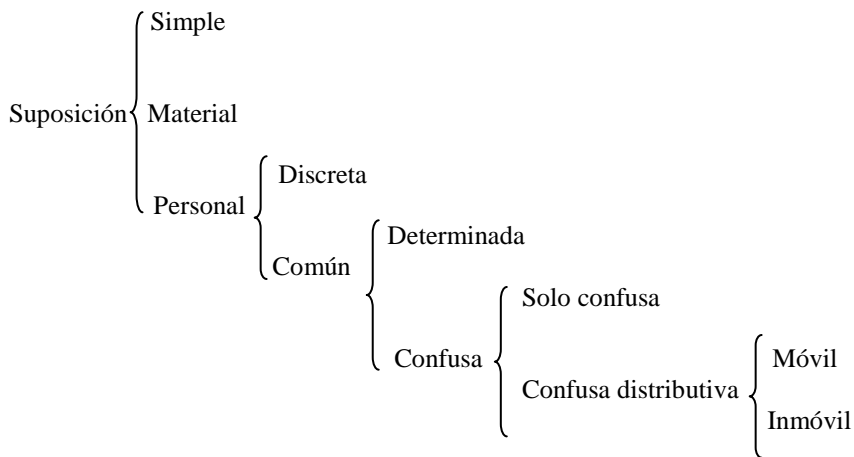 Simple
Suposición
Material
Discreta
Personal
Determinada
Común
Solo confusa
Confusa
Móvil
Confusa distributiva
Inmóvil